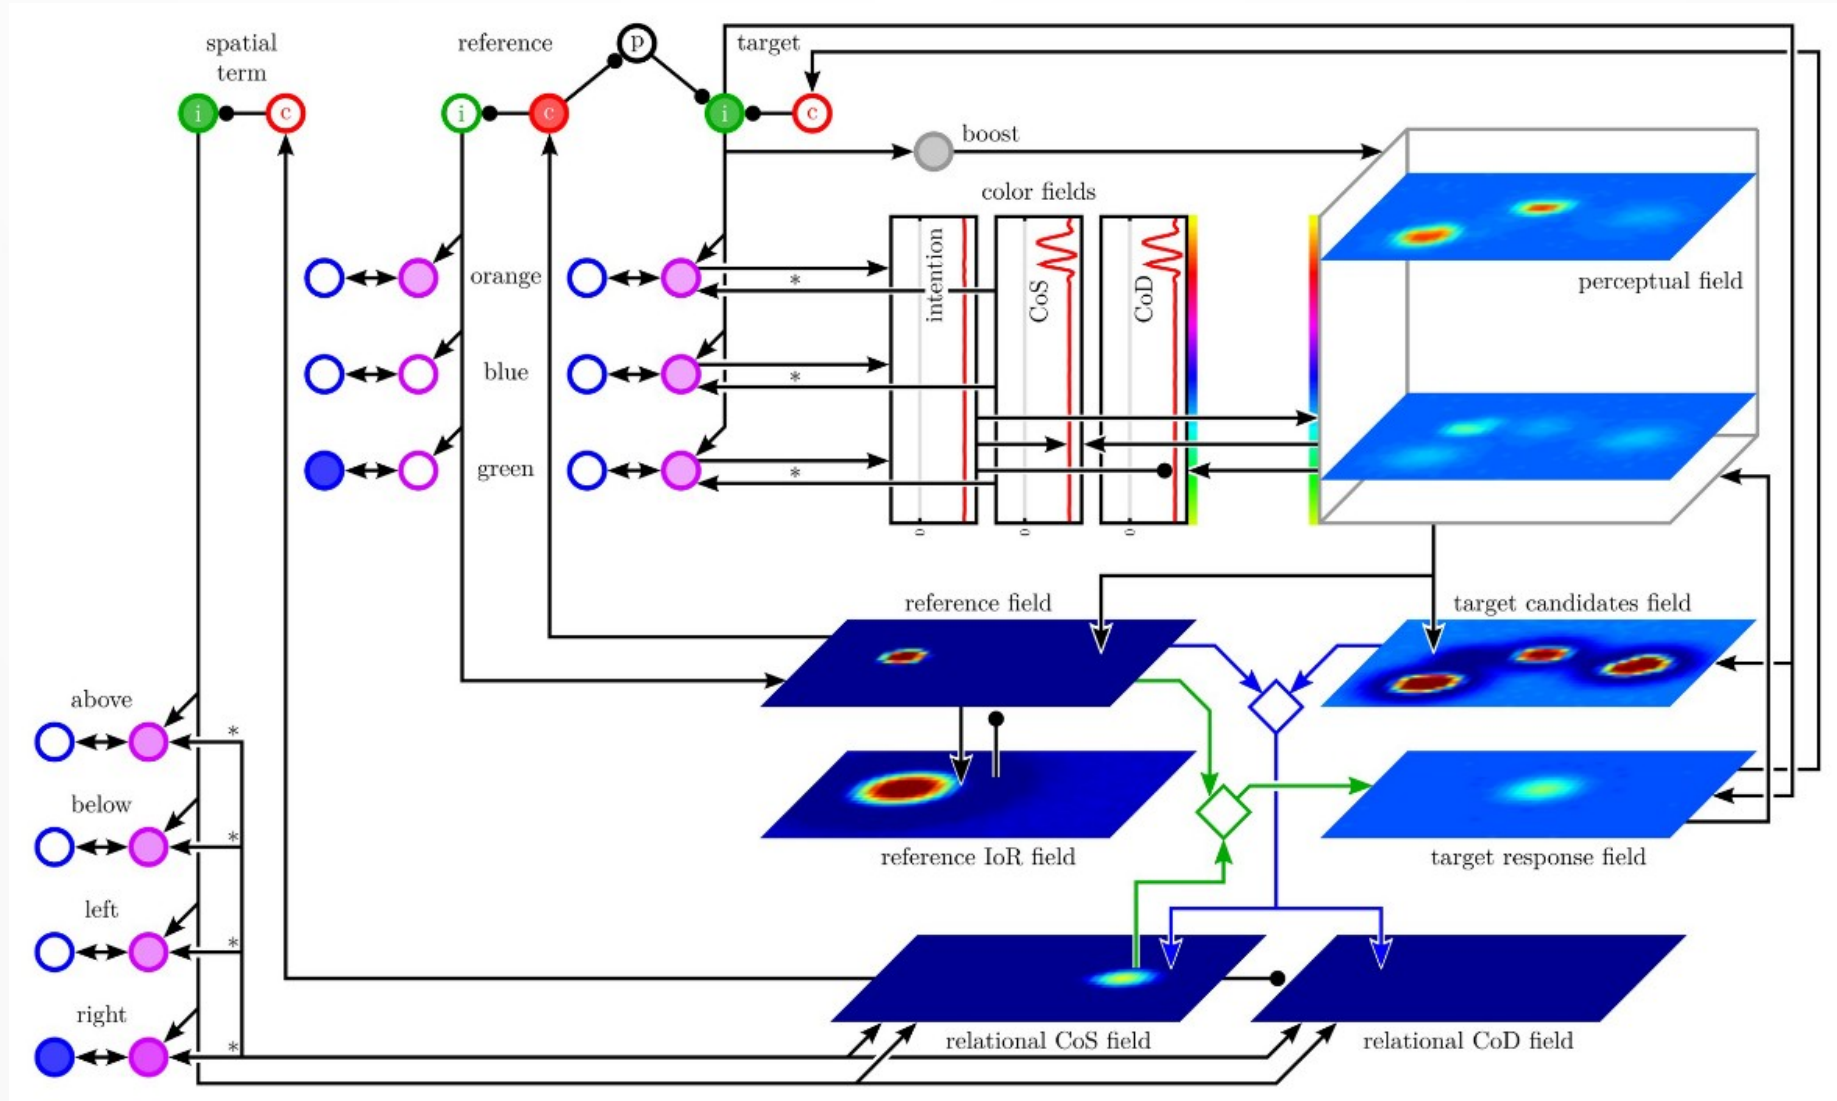 spatial
term
reference
p
target
i
c
i
c
i
c
boost
color fields
intention
CoS
CoD
orange
*
perceptual field
blue
*
green
*
0
0
0
reference field
target candidates field
above
*
below
*
reference IoR field
target response field
left
*
right
*
relational CoS field
relational CoD field